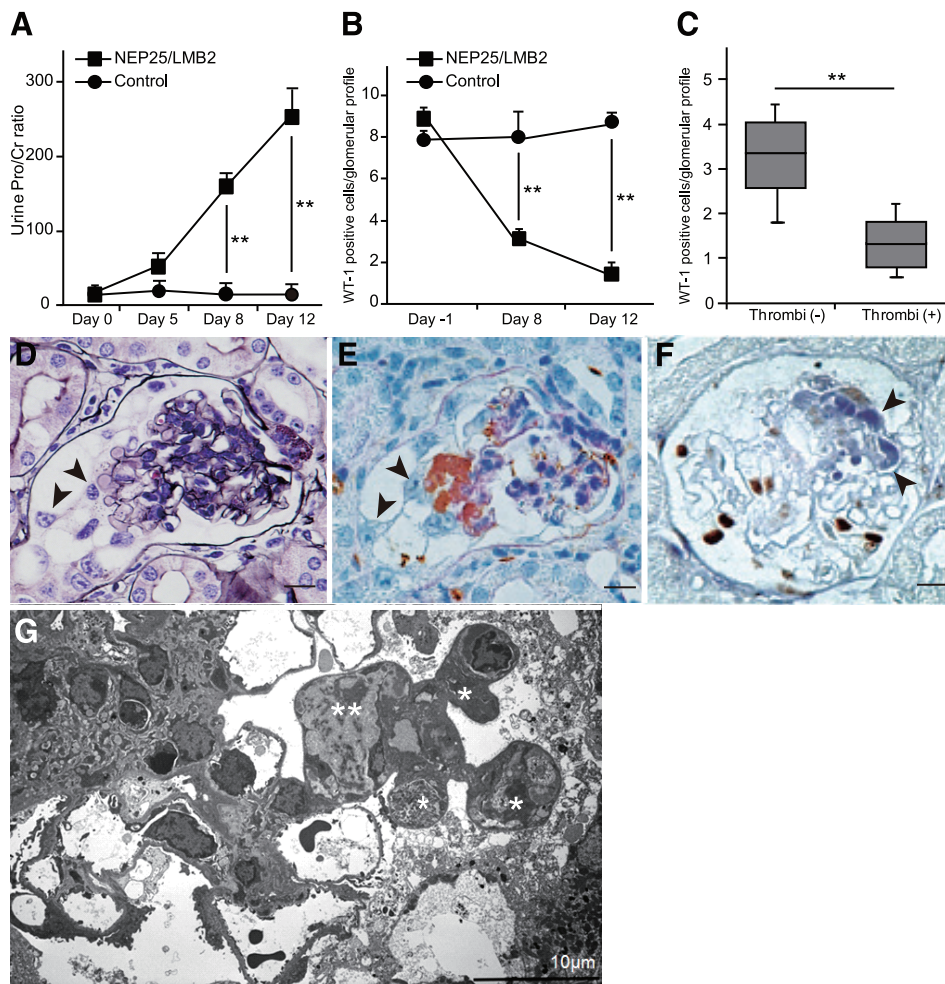 A
NEP25/LMB2
Control
Urine Pro/Cr ratio
300
200
U100
0
Day 0 Day 5 Day 8 Day 12
**
**
B
NEP25/LMB2
Control
WT-1 positive cells/glomerular profile
10
8
6
4
2
0
Day -1 Day 8 Day 12
**
**
C
WT-1 positive cells/glomerular profile
5
4
3
2
1
0
**
Thrombi (-) Thrombi (+)
D
E
F
G
**
*
*
*
10μm